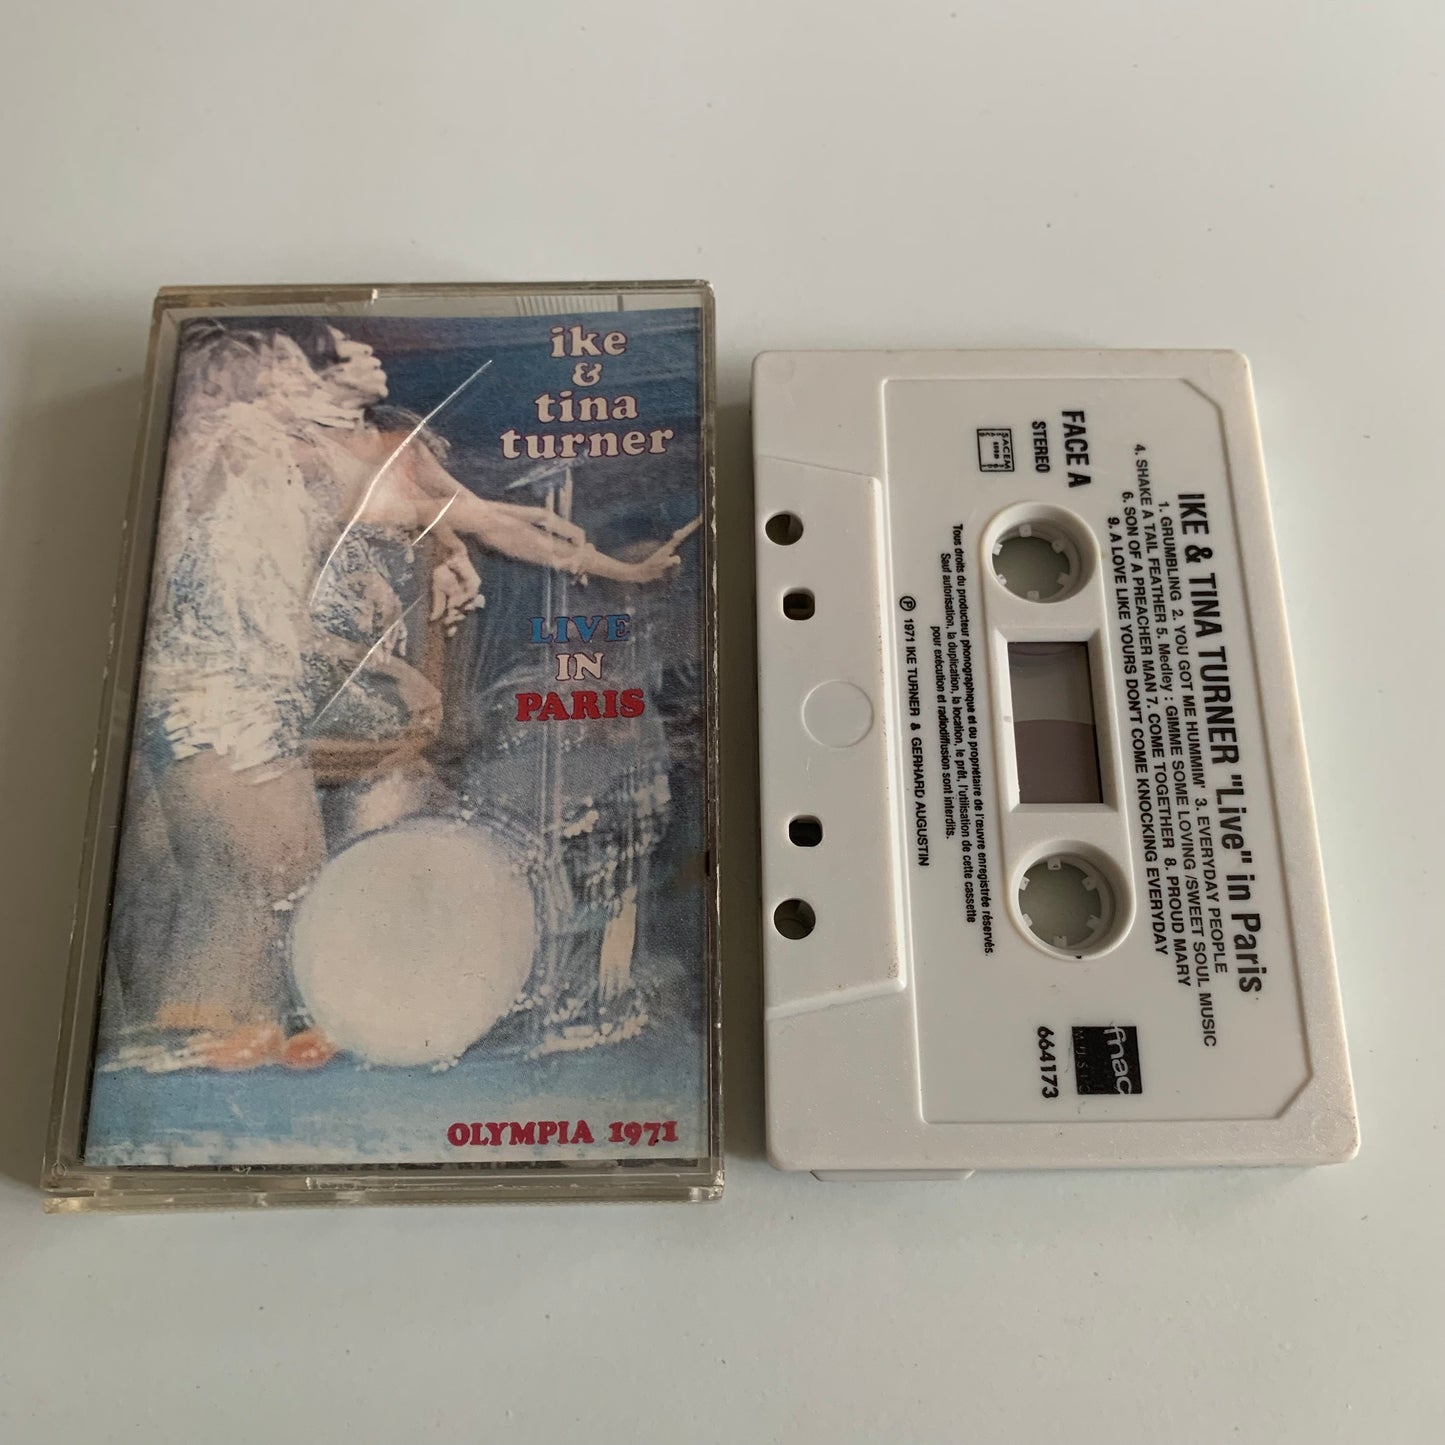 ike
&
tina
turner
LIVE
IN
PARIS
OLYMPIA 1971
IKE & TINA TURNER "Live" in Paris
1. GRUMBLING 2. YOU GOT ME HUMMIM' 3. EVERYDAY PEOPLE
4. SHAKE A TAIL FEATHER 5. Medley : GIMME SOME LOVING /SWEET SOUL MUSIC
6. SON OF A PREACHER MAN 7. COME TOGETHER 8. PROUD MARY
9. A LOVE LIKE YOURS DON'T COME KNOCKING EVERYDAY
FACE A
STEREO
SACEM
fnac
MUSIC
664173
Tous droits du producteur phonographique et du propriétaire de l'œuvre enregistrée réservés.
Sauf autorisation, la duplication, la location, le prêt, l'utilisation de cette cassette
pour exécution et radiodiffusion sont interdits.
℗ 1971 IKE TURNER & GERHARD AUGUSTIN